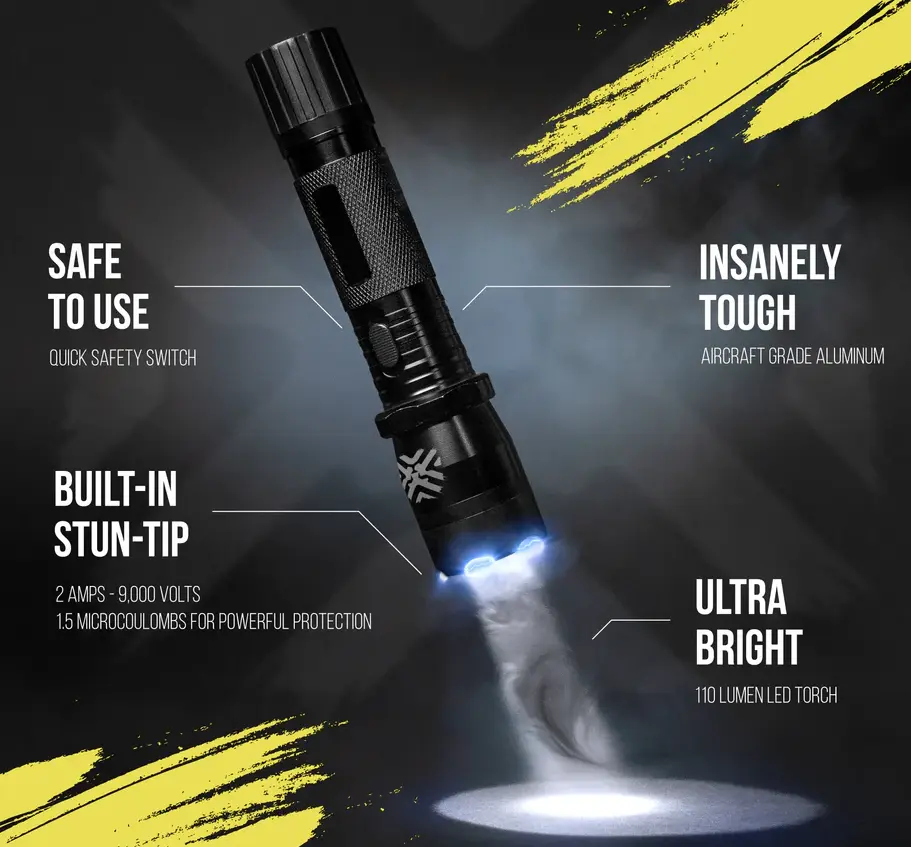 SAFE
TO USE
QUICK SAFETY SWITCH
INSANELY
TOUGH
AIRCRAFT GRADE ALUMINUM
BUILT-IN
STUN-TIP
2 AMPS - 9,000 VOLTS
1.5 MICROCOULOMBS FOR POWERFUL PROTECTION
ULTRA
BRIGHT
110 LUMEN LED TORCH